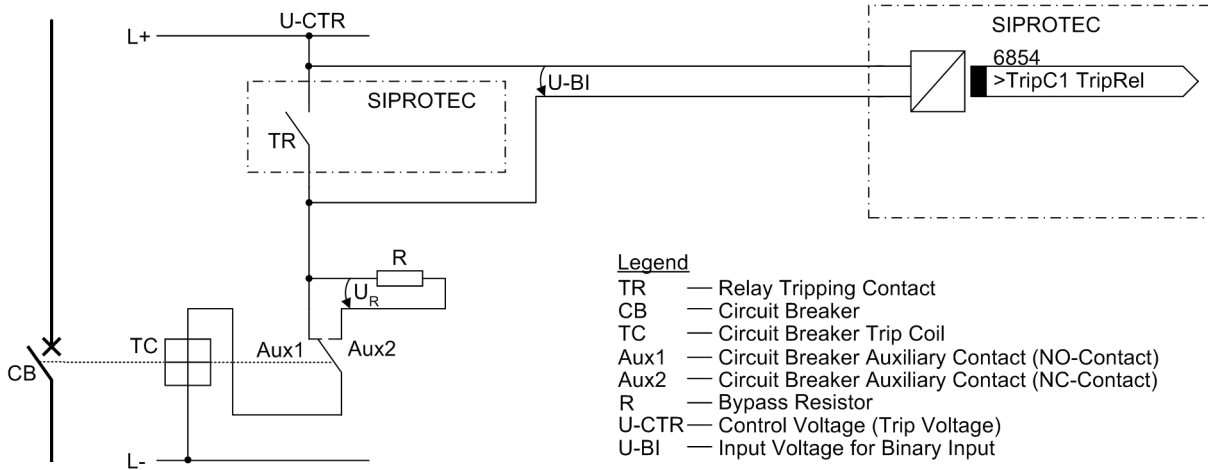 U-CTR
L+
SIPROTEC
6854
>TripC1 TripRel
U-BI
SIPROTEC
TR
R
UR
TC
Aux1
Aux2
CB
L-
Legend
TR — Relay Tripping Contact
CB — Circuit Breaker
TC — Circuit Breaker Trip Coil
Aux1 — Circuit Breaker Auxiliary Contact (NO-Contact)
Aux2 — Circuit Breaker Auxiliary Contact (NC-Contact)
R — Bypass Resistor
U-CTR — Control Voltage (Trip Voltage)
U-BI — Input Voltage for Binary Input